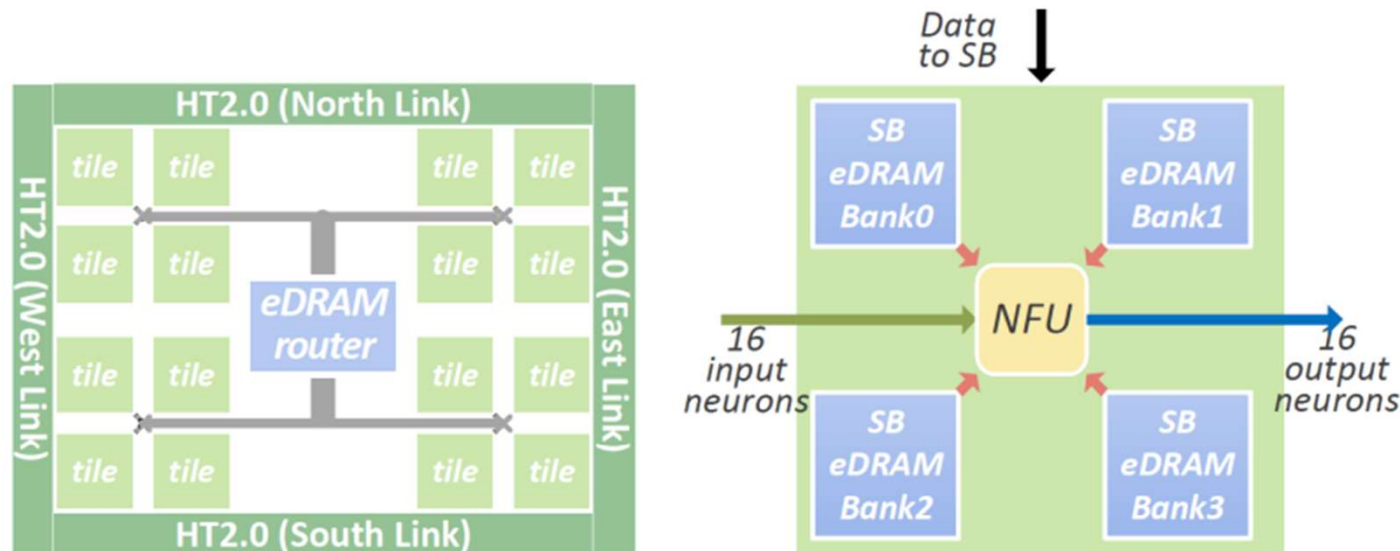 HT2.0 (North Link)
HT2.0 (West Link)
tile tile tile tile
tile tile tile tile
eDRAM
router
tile tile tile tile
tile tile tile tile
HT2.0 (East Link)
HT2.0 (South Link)
Data
to SB
SB
eDRAM
Bank0
SB
eDRAM
Bank1
16
input
neurons
NFU
16
output
neurons
SB
eDRAM
Bank2
SB
eDRAM
Bank3